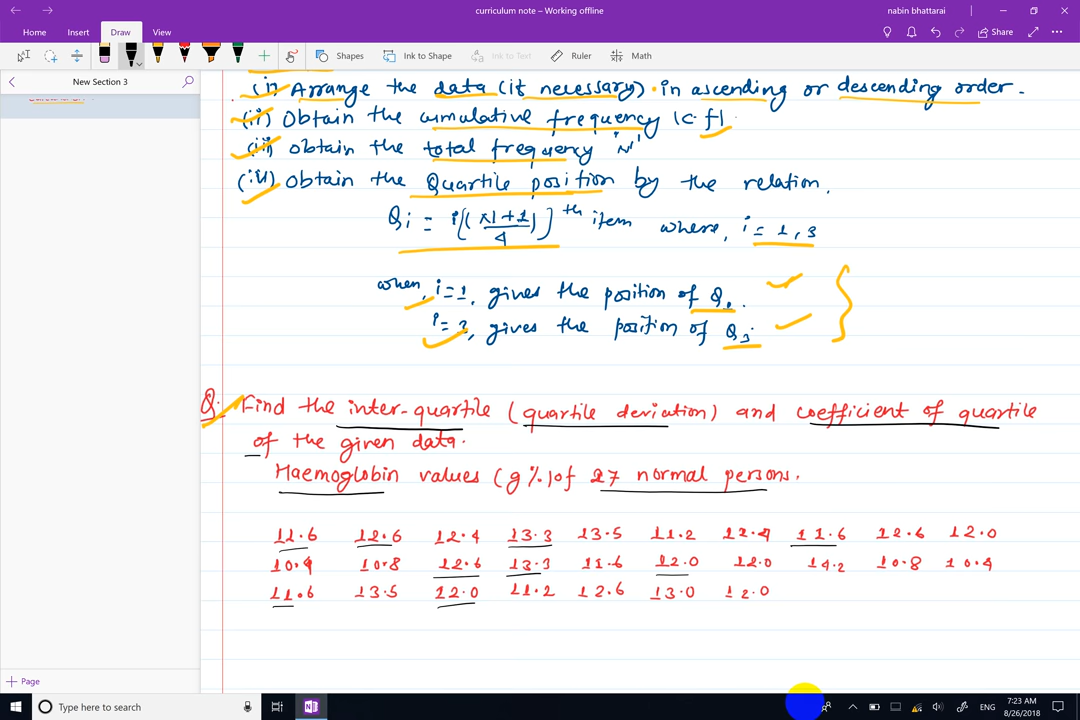 curriculum note – Working offline
nabin bhattarai
Home Insert Draw View
Share
Shapes
Ink to Shape
Ink to Text
Ruler
Math
New Section 3
(i) Arrange the data (if necessary) in ascending or descending order.
(ii) Obtain the cumulative frequency (c.f)
(iii) obtain the total frequency 'N'
(iv) Obtain the Quartile position by the relation.
Qi = i((N+1)/4)th item where, i = 1, 3
when, i=1, gives the position of Q1.
i = 3, gives the position of Q3.
Q. Find the inter-quartile (quartile deviation) and coefficient of quartile
of the given data.
Haemoglobin values (g%) of 27 normal persons.
11.6 12.6 12.4 13.3 13.5 11.2 12.4 11.6 12.6 12.0
10.4 10.8 12.6 13.3 11.6 12.0 12.0 14.2 10.8 10.4
11.6 13.5 12.0 11.2 12.6 13.0 12.0
+ Page
Type here to search
ENG
7:23 AM
8/26/2018